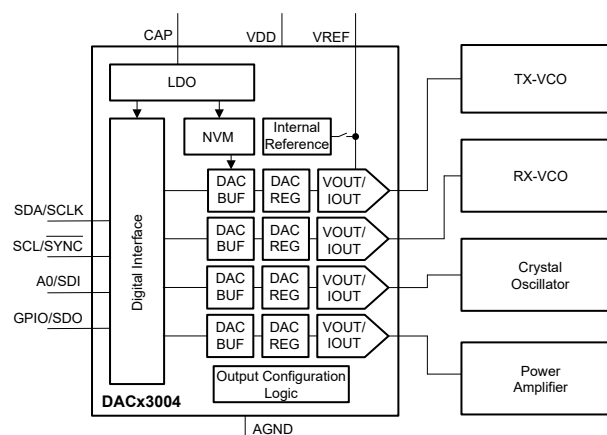 CAP
VDD
VREF
LDO
NVM
Internal
Reference
TX-VCO
RX-VCO
Crystal
Oscillator
Power
Amplifier
SDA/SCLK
SCL/SYNC
A0/SDI
GPIO/SDO
Digital Interface
DAC
BUF
DAC
REG
VOUT/
IOUT
DAC
BUF
DAC
REG
VOUT/
IOUT
DAC
BUF
DAC
REG
VOUT/
IOUT
DAC
BUF
DAC
REG
VOUT/
IOUT
Output Configuration
Logic
DACx3004
AGND